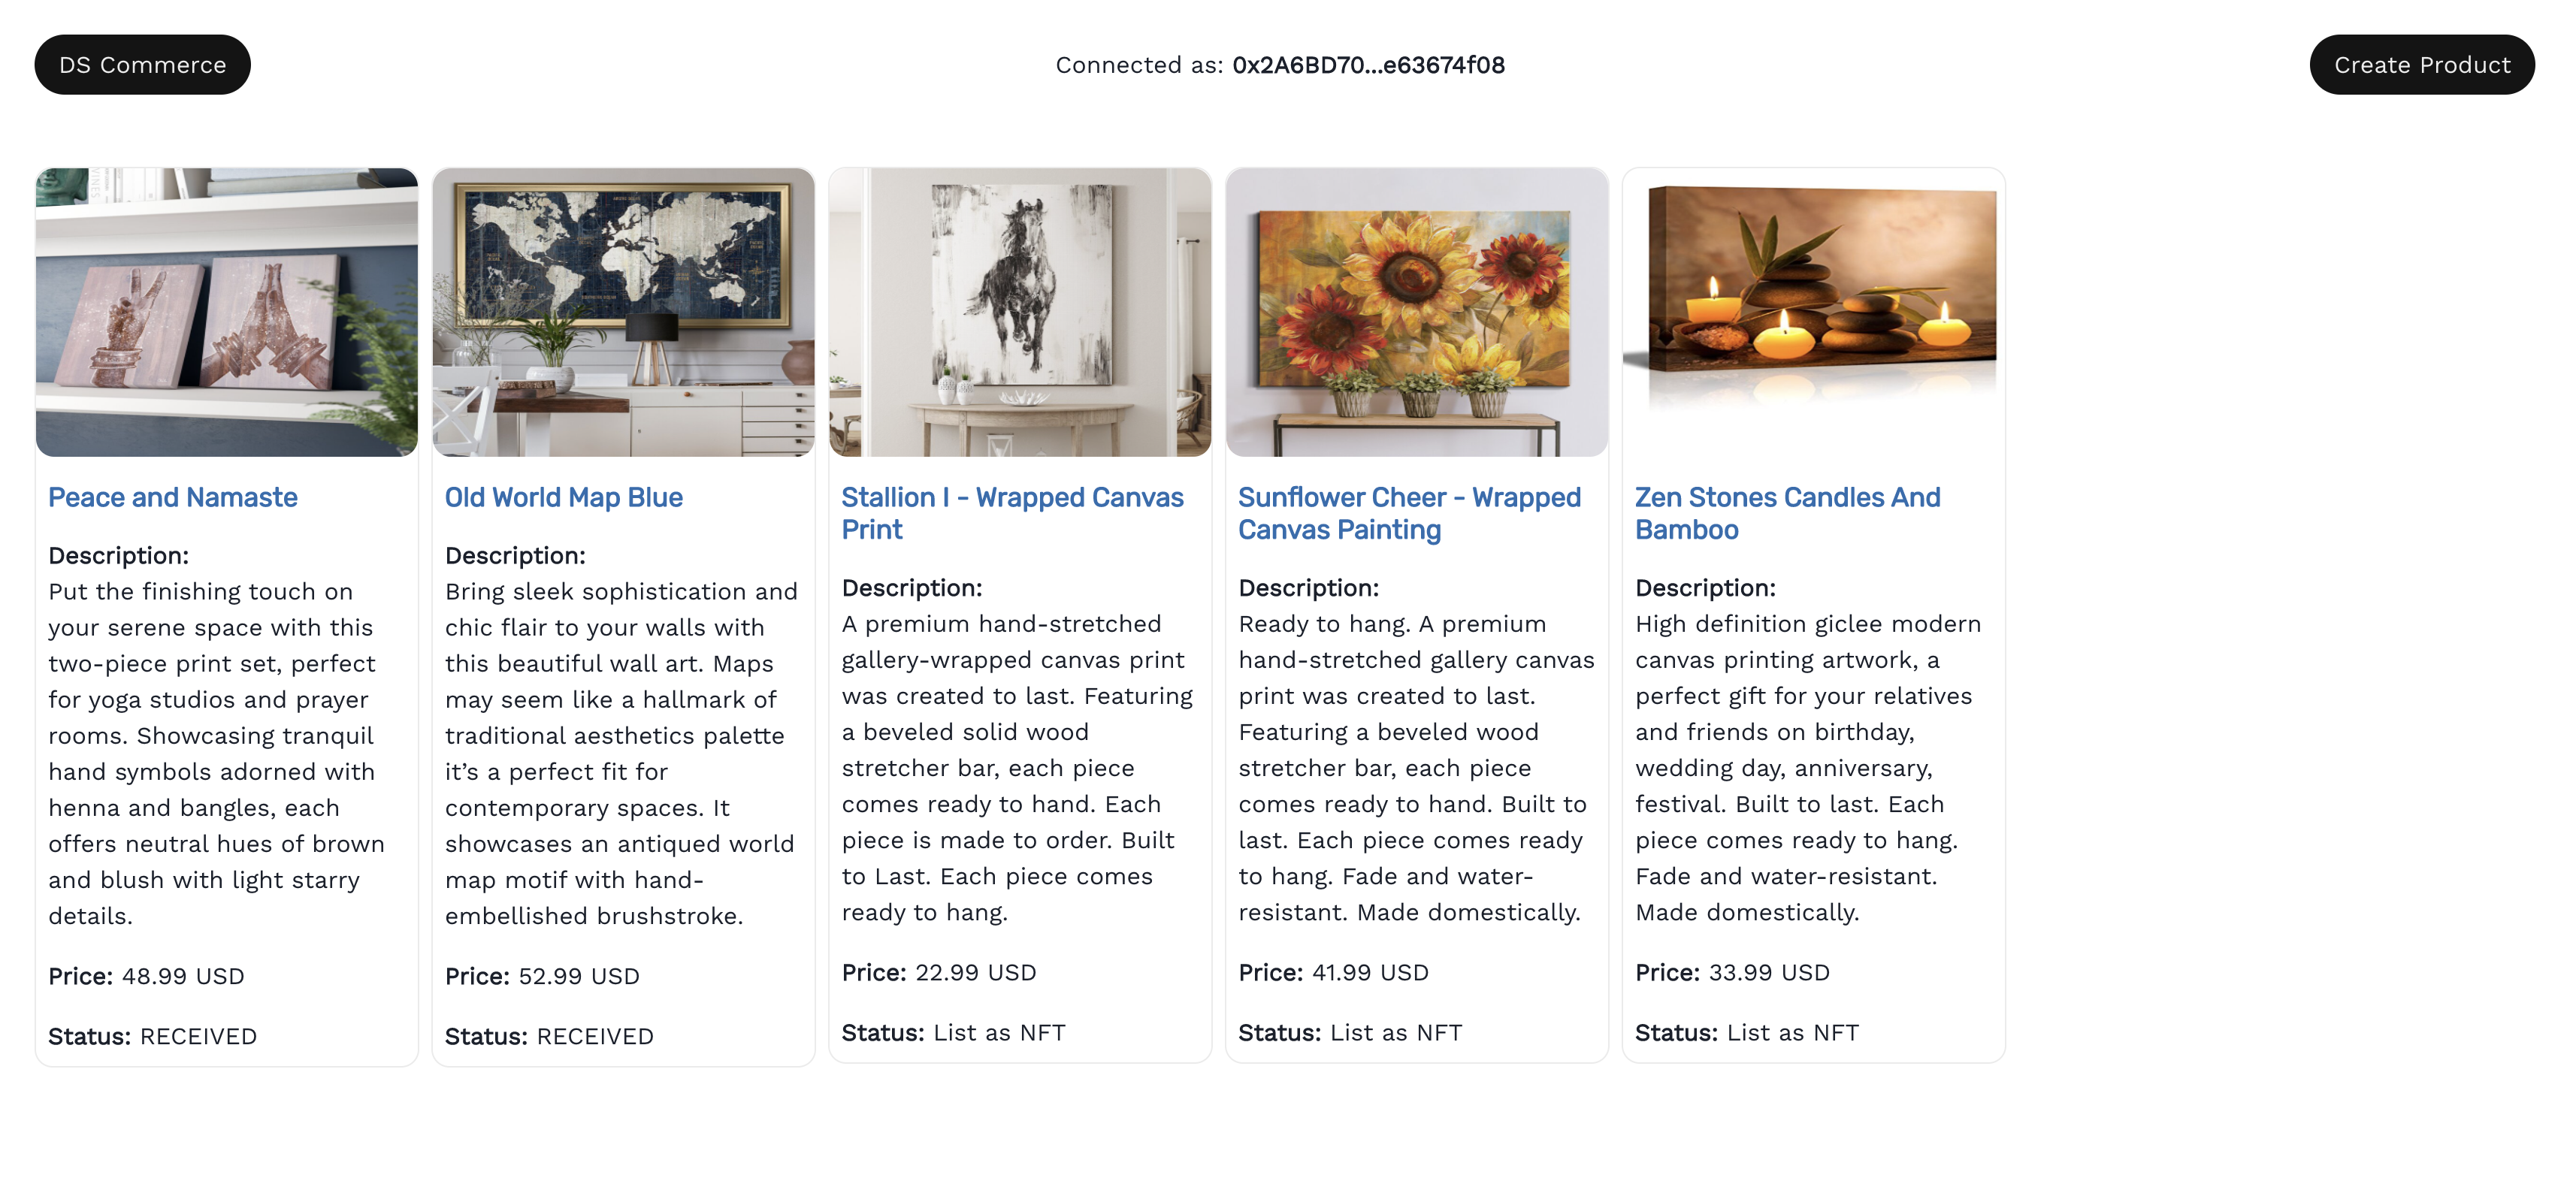 DS Commerce
Connected as: 0x2A6BD70...e63674f08
Create Product
Peace and Namaste
Description:
Put the finishing touch on
your serene space with this
two-piece print set, perfect
for yoga studios and prayer
rooms. Showcasing tranquil
hand symbols adorned with
henna and bangles, each
offers neutral hues of brown
and blush with light starry
details.
Price: 48.99 USD
Status: RECEIVED
Old World Map Blue
Description:
Bring sleek sophistication and
chic flair to your walls with
this beautiful wall art. Maps
may seem like a hallmark of
traditional aesthetics palette
it’s a perfect fit for
contemporary spaces. It
showcases an antiqued world
map motif with hand-
embellished brushstroke.
Price: 52.99 USD
Status: RECEIVED
Stallion I - Wrapped Canvas
Print
Description:
A premium hand-stretched
gallery-wrapped canvas print
was created to last. Featuring
a beveled solid wood
stretcher bar, each piece
comes ready to hand. Each
piece is made to order. Built
to Last. Each piece comes
ready to hang.
Price: 22.99 USD
Status: List as NFT
Sunflower Cheer - Wrapped
Canvas Painting
Description:
Ready to hang. A premium
hand-stretched gallery canvas
print was created to last.
Featuring a beveled wood
stretcher bar, each piece
comes ready to hand. Built to
last. Each piece comes ready
to hang. Fade and water-
resistant. Made domestically.
Price: 41.99 USD
Status: List as NFT
Zen Stones Candles And
Bamboo
Description:
High definition giclee modern
canvas printing artwork, a
perfect gift for your relatives
and friends on birthday,
wedding day, anniversary,
festival. Built to last. Each
piece comes ready to hang.
Fade and water-resistant.
Made domestically.
Price: 33.99 USD
Status: List as NFT